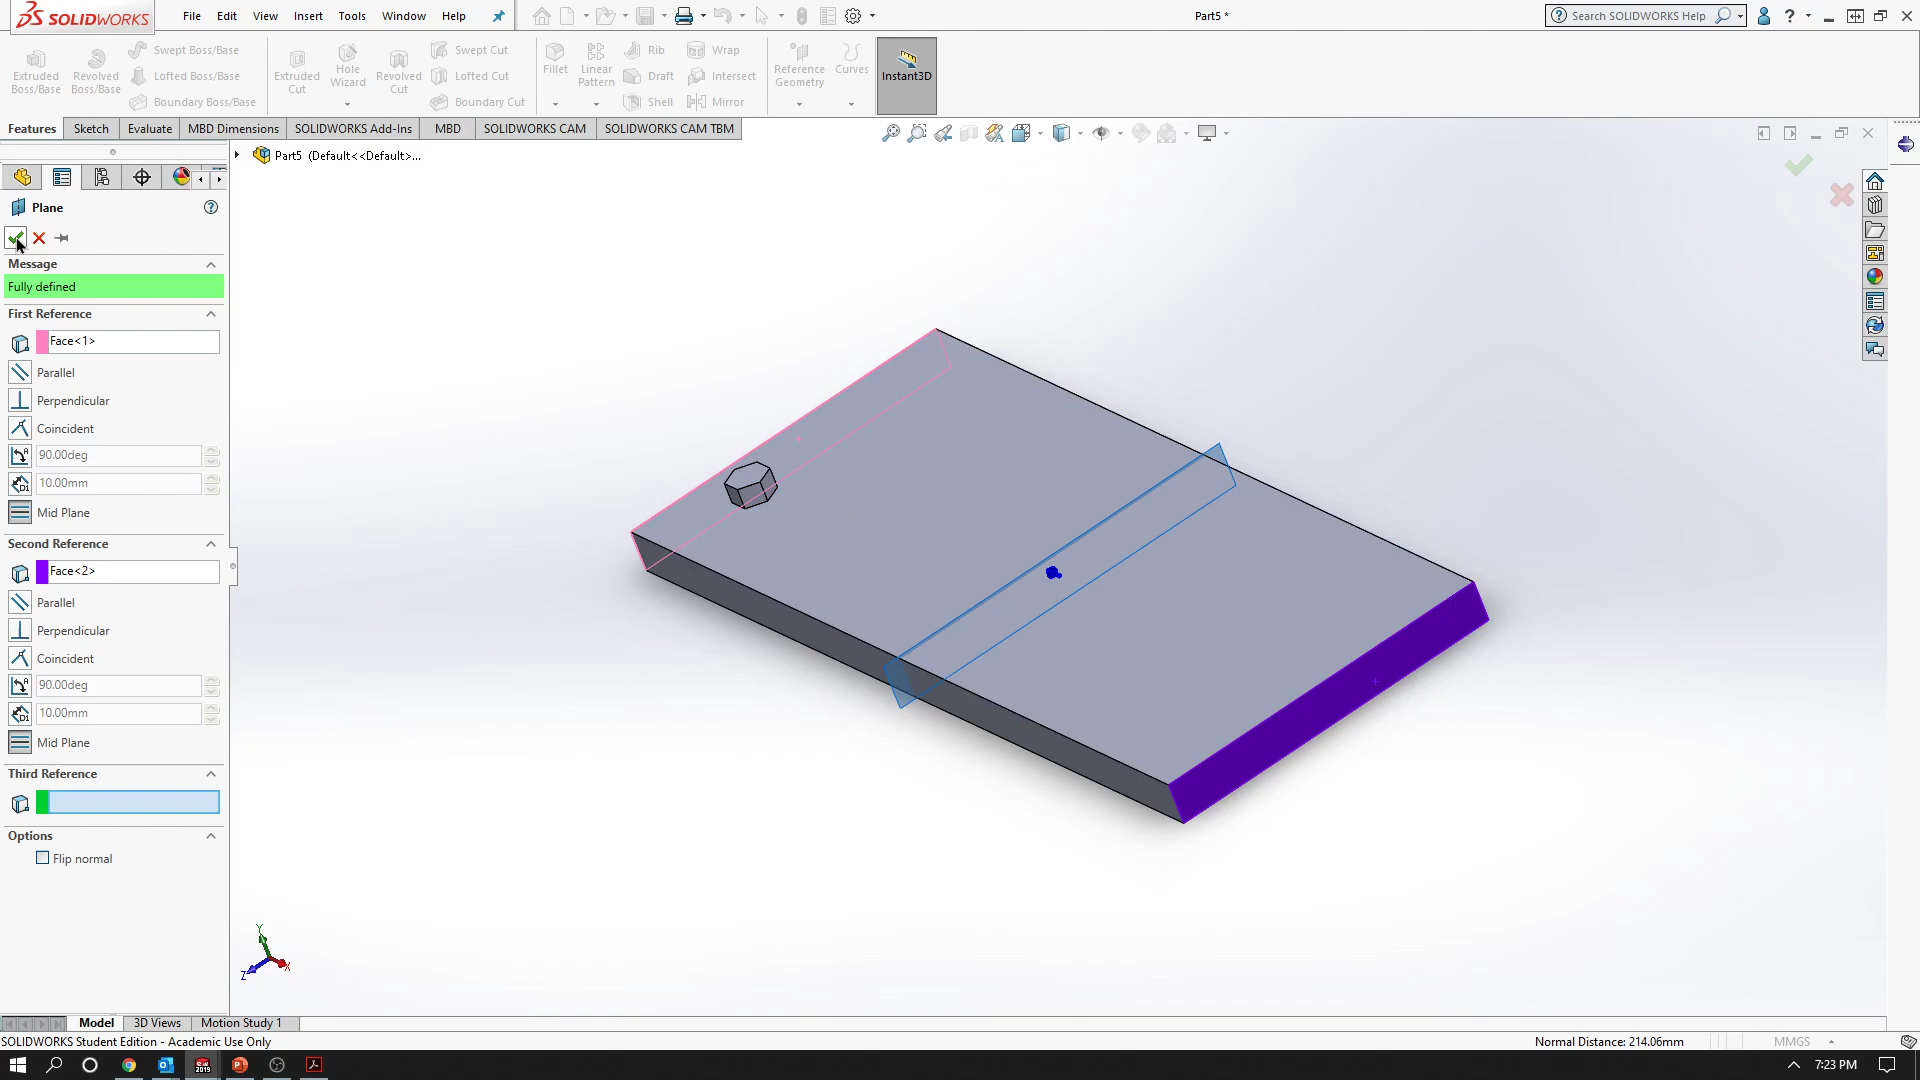 SOLIDWORKS File Edit View Insert Tools Window Help Part5 * Search SOLIDWORKS Help
Extruded Boss/Base
Revolved Boss/Base
Swept Boss/Base
Lofted Boss/Base
Boundary Boss/Base
Extruded Cut
Hole Wizard
Revolved Cut
Swept Cut
Lofted Cut
Boundary Cut
Fillet
Linear Pattern
Rib
Draft
Shell
Wrap
Intersect
Mirror
Reference Geometry
Curves
Instant3D
Features Sketch Evaluate MBD Dimensions SOLIDWORKS Add-Ins MBD SOLIDWORKS CAM SOLIDWORKS CAM TBM
Part5 (Default<<Default>...
Plane
Message
Fully defined
First Reference
Face<1>
Parallel
Perpendicular
Coincident
90.00deg
10.00mm
Mid Plane
Second Reference
Face<2>
Parallel
Perpendicular
Coincident
90.00deg
10.00mm
Mid Plane
Third Reference
Options
Flip normal
Y
Z
X
Model 3D Views Motion Study 1
SOLIDWORKS Student Edition - Academic Use Only Normal Distance: 214.06mm MMGS
7:23 PM